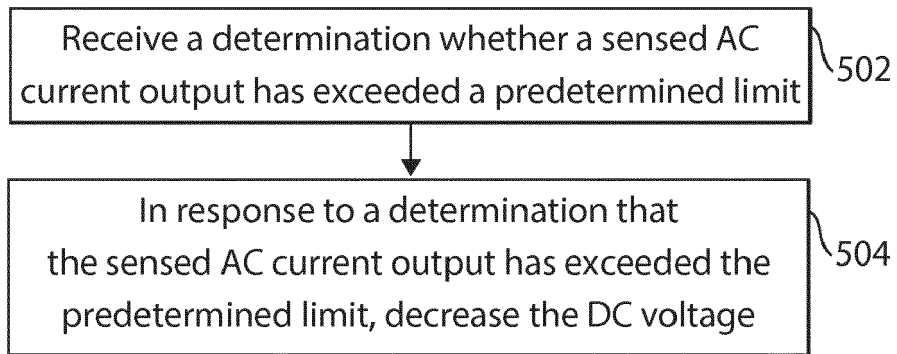 Receive a determination whether a sensed AC
current output has exceeded a predetermined limit
502
In response to a determination that
the sensed AC current output has exceeded the
predetermined limit, decrease the DC voltage
504